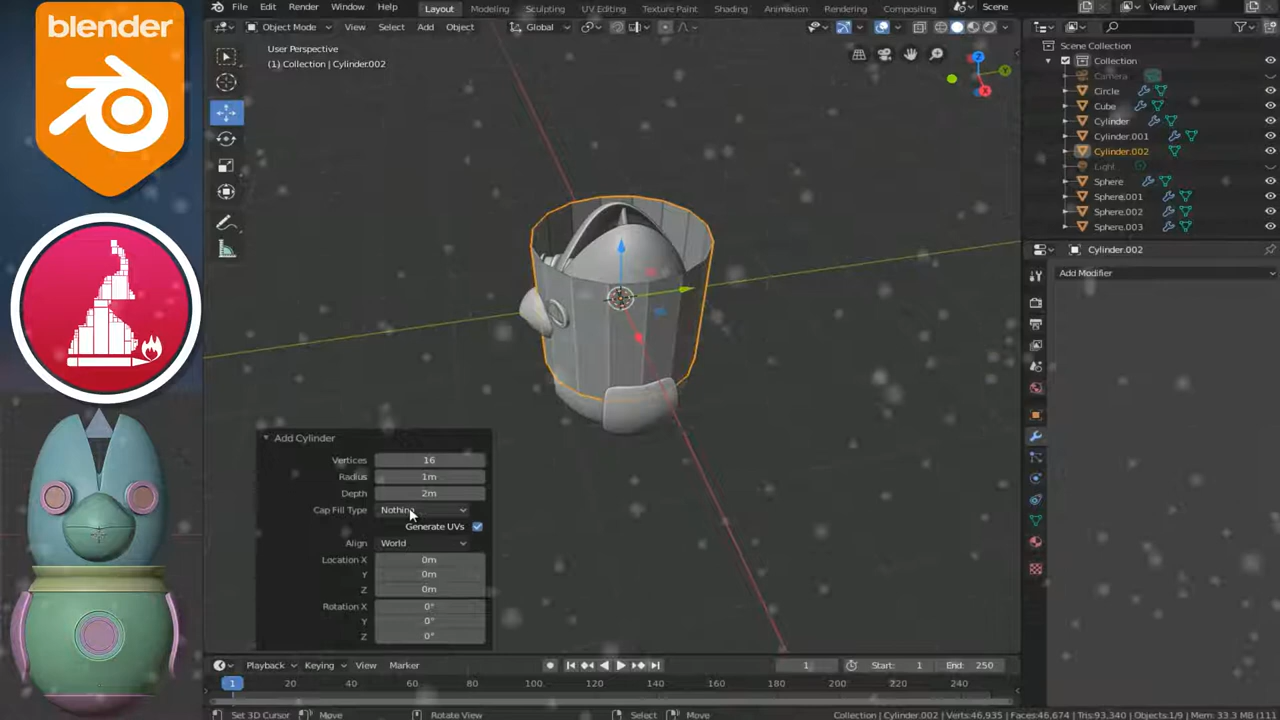 blender
File Edit Render Window Help
Layout Modeling Sculpting UV Editing Texture Paint Shading Animation Rendering Compositing
Scene
View Layer
Object Mode View Select Add Object
Global
User Perspective
(1) Collection | Cylinder.002
Z
Y
X
Scene Collection
Collection
Camera
Circle
Cube
Cylinder
Cylinder.001
Cylinder.002
Light
Sphere
Sphere.001
Sphere.002
Sphere.003
Cylinder.002
Add Modifier
Add Cylinder
Vertices 16
Radius 1m
Depth 2m
Cap Fill Type Nothing
Generate UVs
Align World
Location X 0m
Y 0m
Z 0m
Rotation X 0°
Y 0°
Z 0°
Playback Keying View Marker
1
Start: 1
End: 250
1 20 40 60 80 100 120 140 160 180 200 220 240
Set 3D Cursor Move Rotate View Select Move
Collection | Cylinder.002 | Verts:46,935 | Faces:46,674 | Tris:93,340 | Objects:1/9 | Mem: 33.3 MB (111